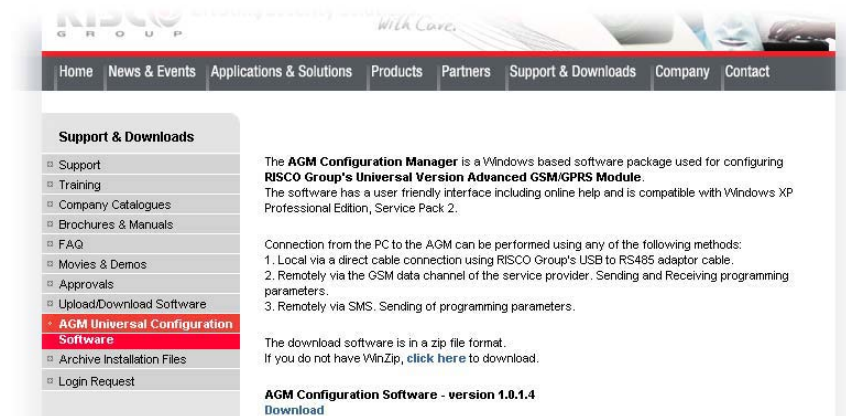 GROUP
With Care.
Home News & Events Applications & Solutions Products Partners Support & Downloads Company Contact
Support & Downloads
Support
Training
Company Catalogues
Brochures & Manuals
FAQ
Movies & Demos
Approvals
Upload/Download Software
AGM Universal Configuration
Software
Archive Installation Files
Login Request
The AGM Configuration Manager is a Windows based software package used for configuring
RISCO Group's Universal Version Advanced GSM/GPRS Module.
The software has a user friendly interface including online help and is compatible with Windows XP
Professional Edition, Service Pack 2.
Connection from the PC to the AGM can be performed using any of the following methods:
1. Local via a direct cable connection using RISCO Group's USB to RS485 adaptor cable.
2. Remotely via the GSM data channel of the service provider. Sending and Receiving programming
parameters.
3. Remotely via SMS. Sending of programming parameters.
The download software is in a zip file format.
If you do not have WinZip, click here to download.
AGM Configuration Software - version 1.0.1.4
Download